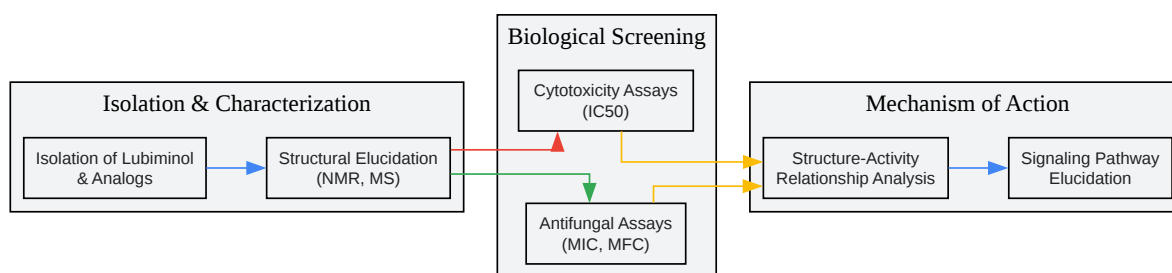 Isolation & Characterization
Isolation of Lubiminol
& Analogs
Structural Elucidation
(NMR, MS)
Biological Screening
Cytotoxicity Assays
(IC50)
Antifungal Assays
(MIC, MFC)
Mechanism of Action
Structure-Activity
Relationship Analysis
Signaling Pathway
Elucidation